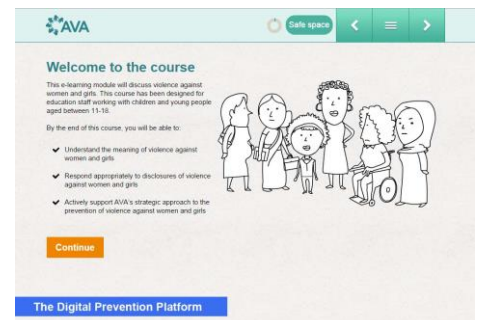 AVA
Safe space
Welcome to the course
This e-learning module will discuss violence against
women and girls. This course has been designed for
education staff working with children and young people
aged between 11-18.
By the end of this course, you will be able to:
Understand the meaning of violence against
women and girls
Respond appropriately to disclosures of violence
against women and girls
Actively support AVA's strategic approach to the
prevention of violence against women and girls
Continue
The Digital Prevention Platform